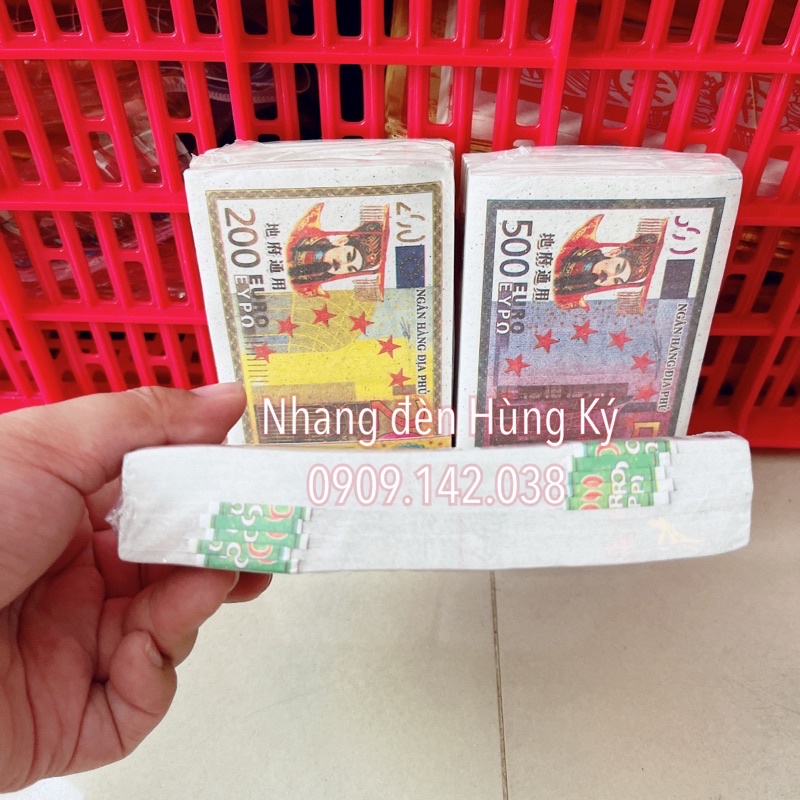 200 EURO
EYPO
地府通用
NGÂN HÀNG ĐỊA PHỦ
500 EURO
EYPO
地府通用
NGÂN HÀNG ĐỊA PHỦ
Nhang đèn Hùng Ký
0909.142.038